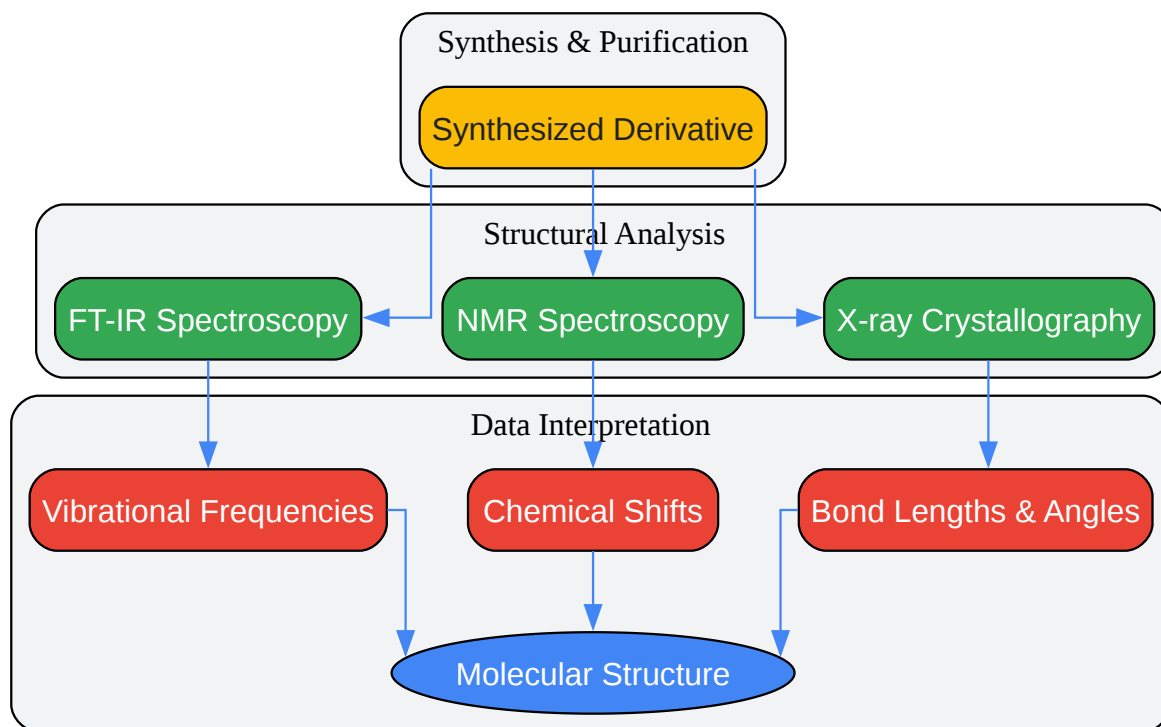 Synthesis & Purification
Synthesized Derivative
Structural Analysis
FT-IR Spectroscopy
NMR Spectroscopy
X-ray Crystallography
Data Interpretation
Vibrational Frequencies
Chemical Shifts
Bond Lengths & Angles
Molecular Structure